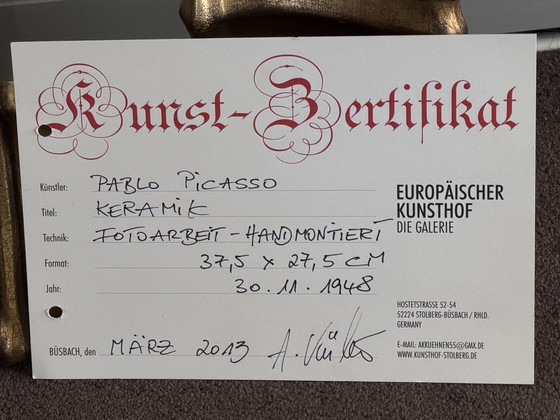 Kunst-Zertifikat
Künstler: PABLO PICASSO
Titel: KERAMIK
Technik: FOTOARBEIT - HANDMONTIERT
Format: 37,5 x 27,5 CM
Jahr: 30.11.1948
BÜSBACH, den MÄRZ 2013
EUROPÄISCHER
KUNSTHOF
DIE GALERIE
HOSTETSTRASSE 52-54
52224 STOLBERG-BÜSBACH / RHLD.
GERMANY
E-MAIL: AKKUEHNEN55@GMX.DE
WWW.KUNSTHOF-STOLBERG.DE